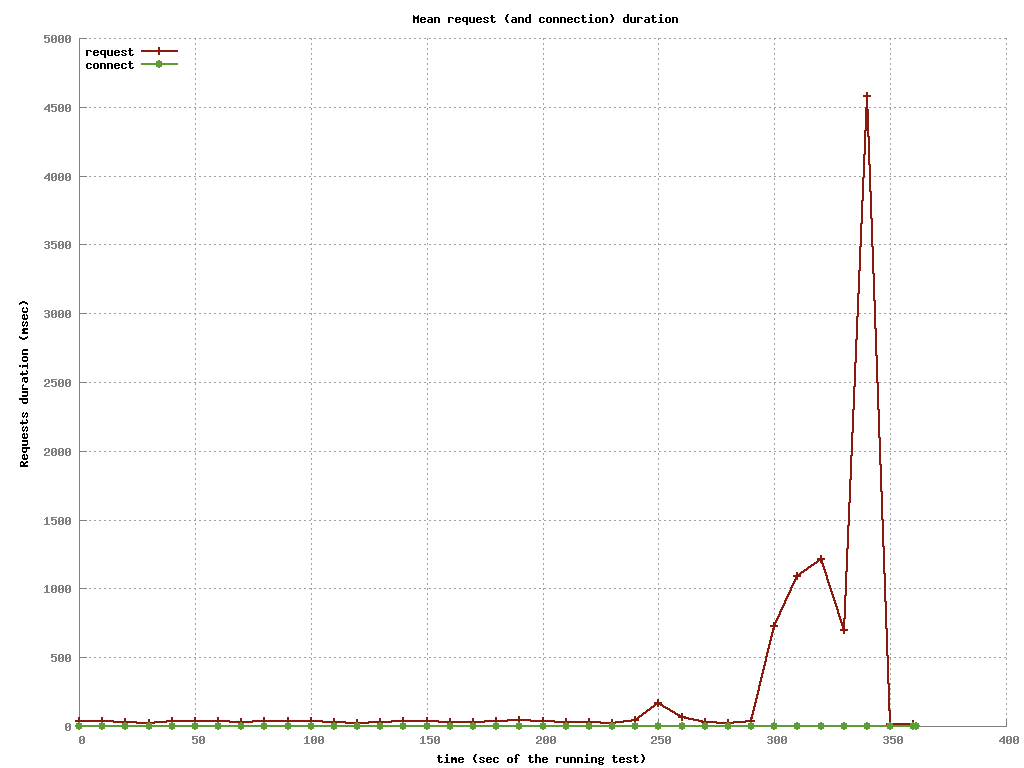 Mean request (and connection) duration
request
connect
Requests duration (msec)
5000
4500
4000
3500
3000
2500
2000
1500
1000
500
0
0 50 100 150 200 250 300 350 400
time (sec of the running test)